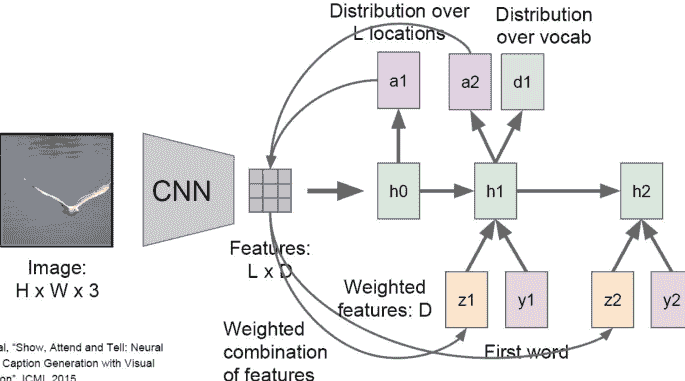 Distribution over
L locations
Distribution
over vocab
a1
a2
d1
CNN
h0
h1
h2
Features:
L x D
Image:
H x W x 3
Weighted
features: D
z1
y1
z2
y2
Weighted
combination
of features
First word
al, "Show, Attend and Tell: Neural
Caption Generation with Visual
ICML 2015